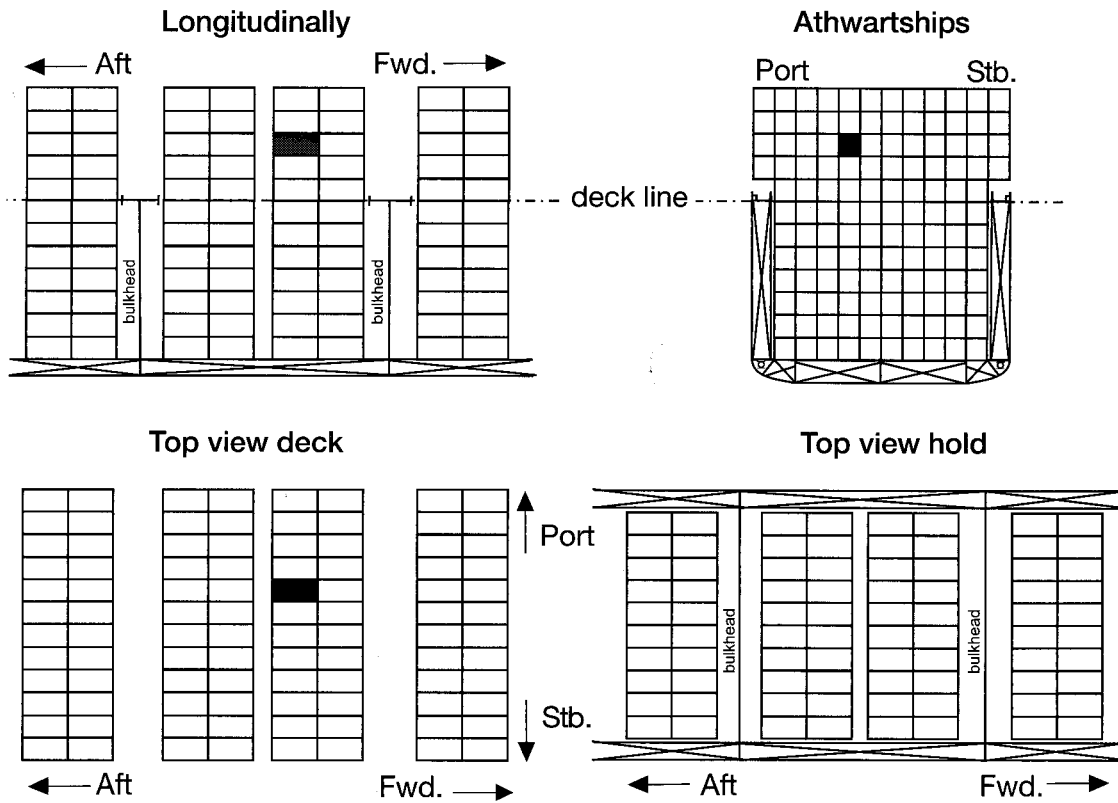 Longitudinally
Athwartships
Aft
Fwd.
Port
Stb.
deck line
bulkhead
bulkhead
Top view deck
Top view hold
Port
Stb.
bulkhead
bulkhead
Aft
Fwd.
Aft
Fwd.